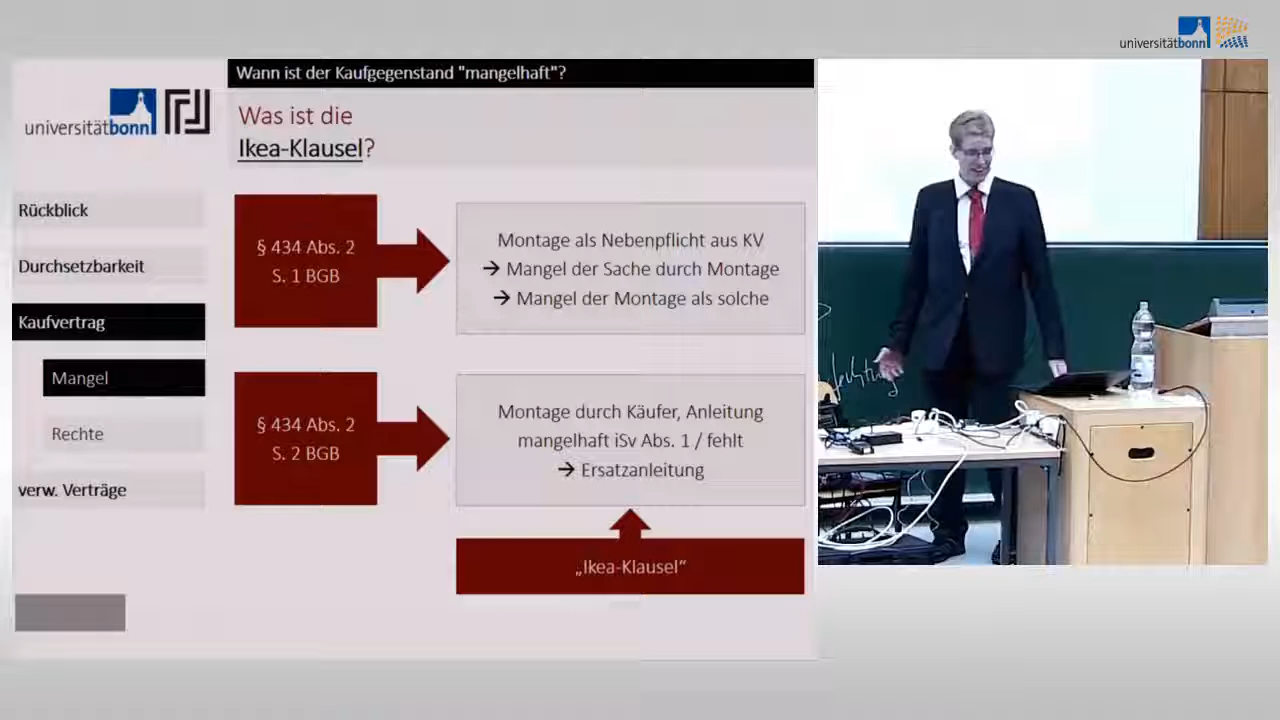 universitätbonn
Wann ist der Kaufgegenstand "mangelhaft"?
universitätbonn
Was ist die
Ikea-Klausel?
Rückblick
Durchsetzbarkeit
Kaufvertrag
Mangel
Rechte
verw. Verträge
§ 434 Abs. 2
S. 1 BGB
Montage als Nebenpflicht aus KV
→ Mangel der Sache durch Montage
→ Mangel der Montage als solche
§ 434 Abs. 2
S. 2 BGB
Montage durch Käufer, Anleitung
mangelhaft iSv Abs. 1 / fehlt
→ Ersatzanleitung
„Ikea-Klausel“